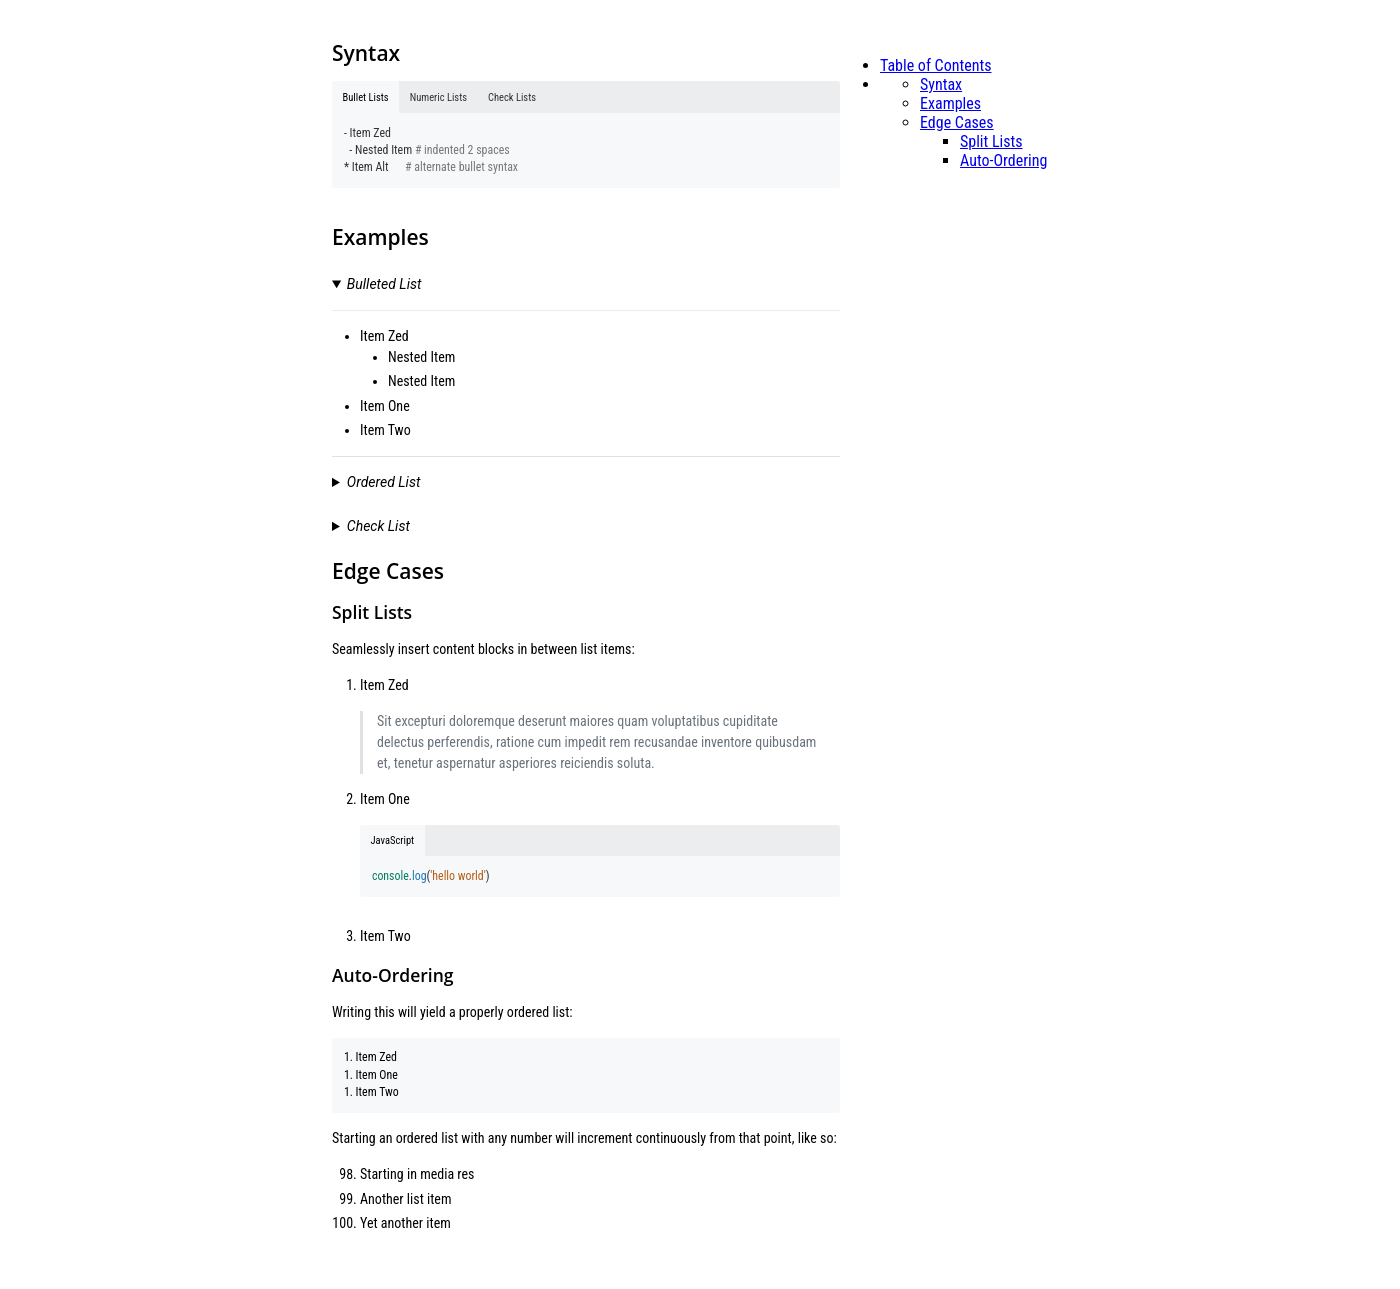 Syntax
Bullet Lists Numeric Lists Check Lists
- Item Zed
- Nested Item # indented 2 spaces
* Item Alt # alternate bullet syntax
Examples
Bulleted List
Item Zed
Nested Item
Nested Item
Item One
Item Two
Ordered List
Check List
Edge Cases
Split Lists
Seamlessly insert content blocks in between list items:
1. Item Zed
Sit excepturi doloremque deserunt maiores quam voluptatibus cupiditate
delectus perferendis, ratione cum impedit rem recusandae inventore quibusdam
et, tenetur aspernatur asperiores reiciendis soluta.
2. Item One
JavaScript
console.log('hello world')
3. Item Two
Auto-Ordering
Writing this will yield a properly ordered list:
1. Item Zed
1. Item One
1. Item Two
Starting an ordered list with any number will increment continuously from that point, like so:
98. Starting in media res
99. Another list item
100. Yet another item
Table of Contents
Syntax
Examples
Edge Cases
Split Lists
Auto-Ordering